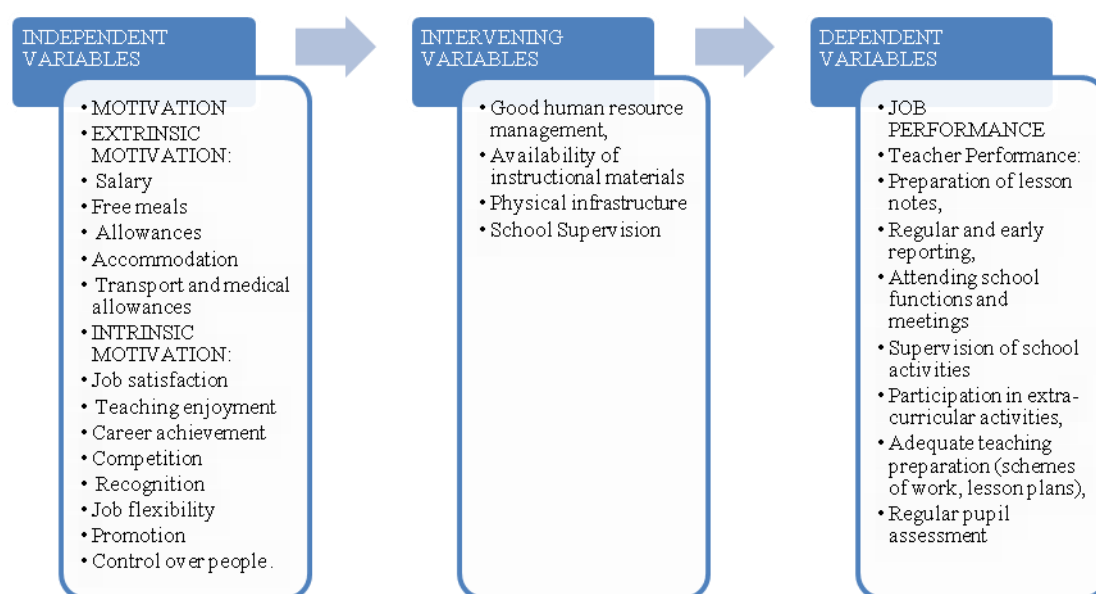 INDEPENDENT
VARIABLES
• MOTIVATION
• EXTRINSIC
MOTIVATION:
• Salary
• Free meals
• Allowances
• Accommodation
• Transport and medical
allowances
• INTRINSIC
MOTIVATION:
• Job satisfaction
• Teaching enjoyment
• Career achievement
• Competition
• Recognition
• Job flexibility
• Promotion
• Control over people.
INTERVENING
VARIABLES
• Good human resource
management,
• Availability of
instructional materials
• Physical infrastructure
• School Supervision
DEPENDENT
VARIABLES
• JOB
PERFORMANCE
• Teacher Performance:
• Preparation of lesson
notes,
• Regular and early
reporting,
• Attending school
functions and
meetings
• Supervision of school
activities
• Participation in extra-
curricular activities,
• Adequate teaching
preparation (schemes
of work, lesson plans),
• Regular pupil
assessment